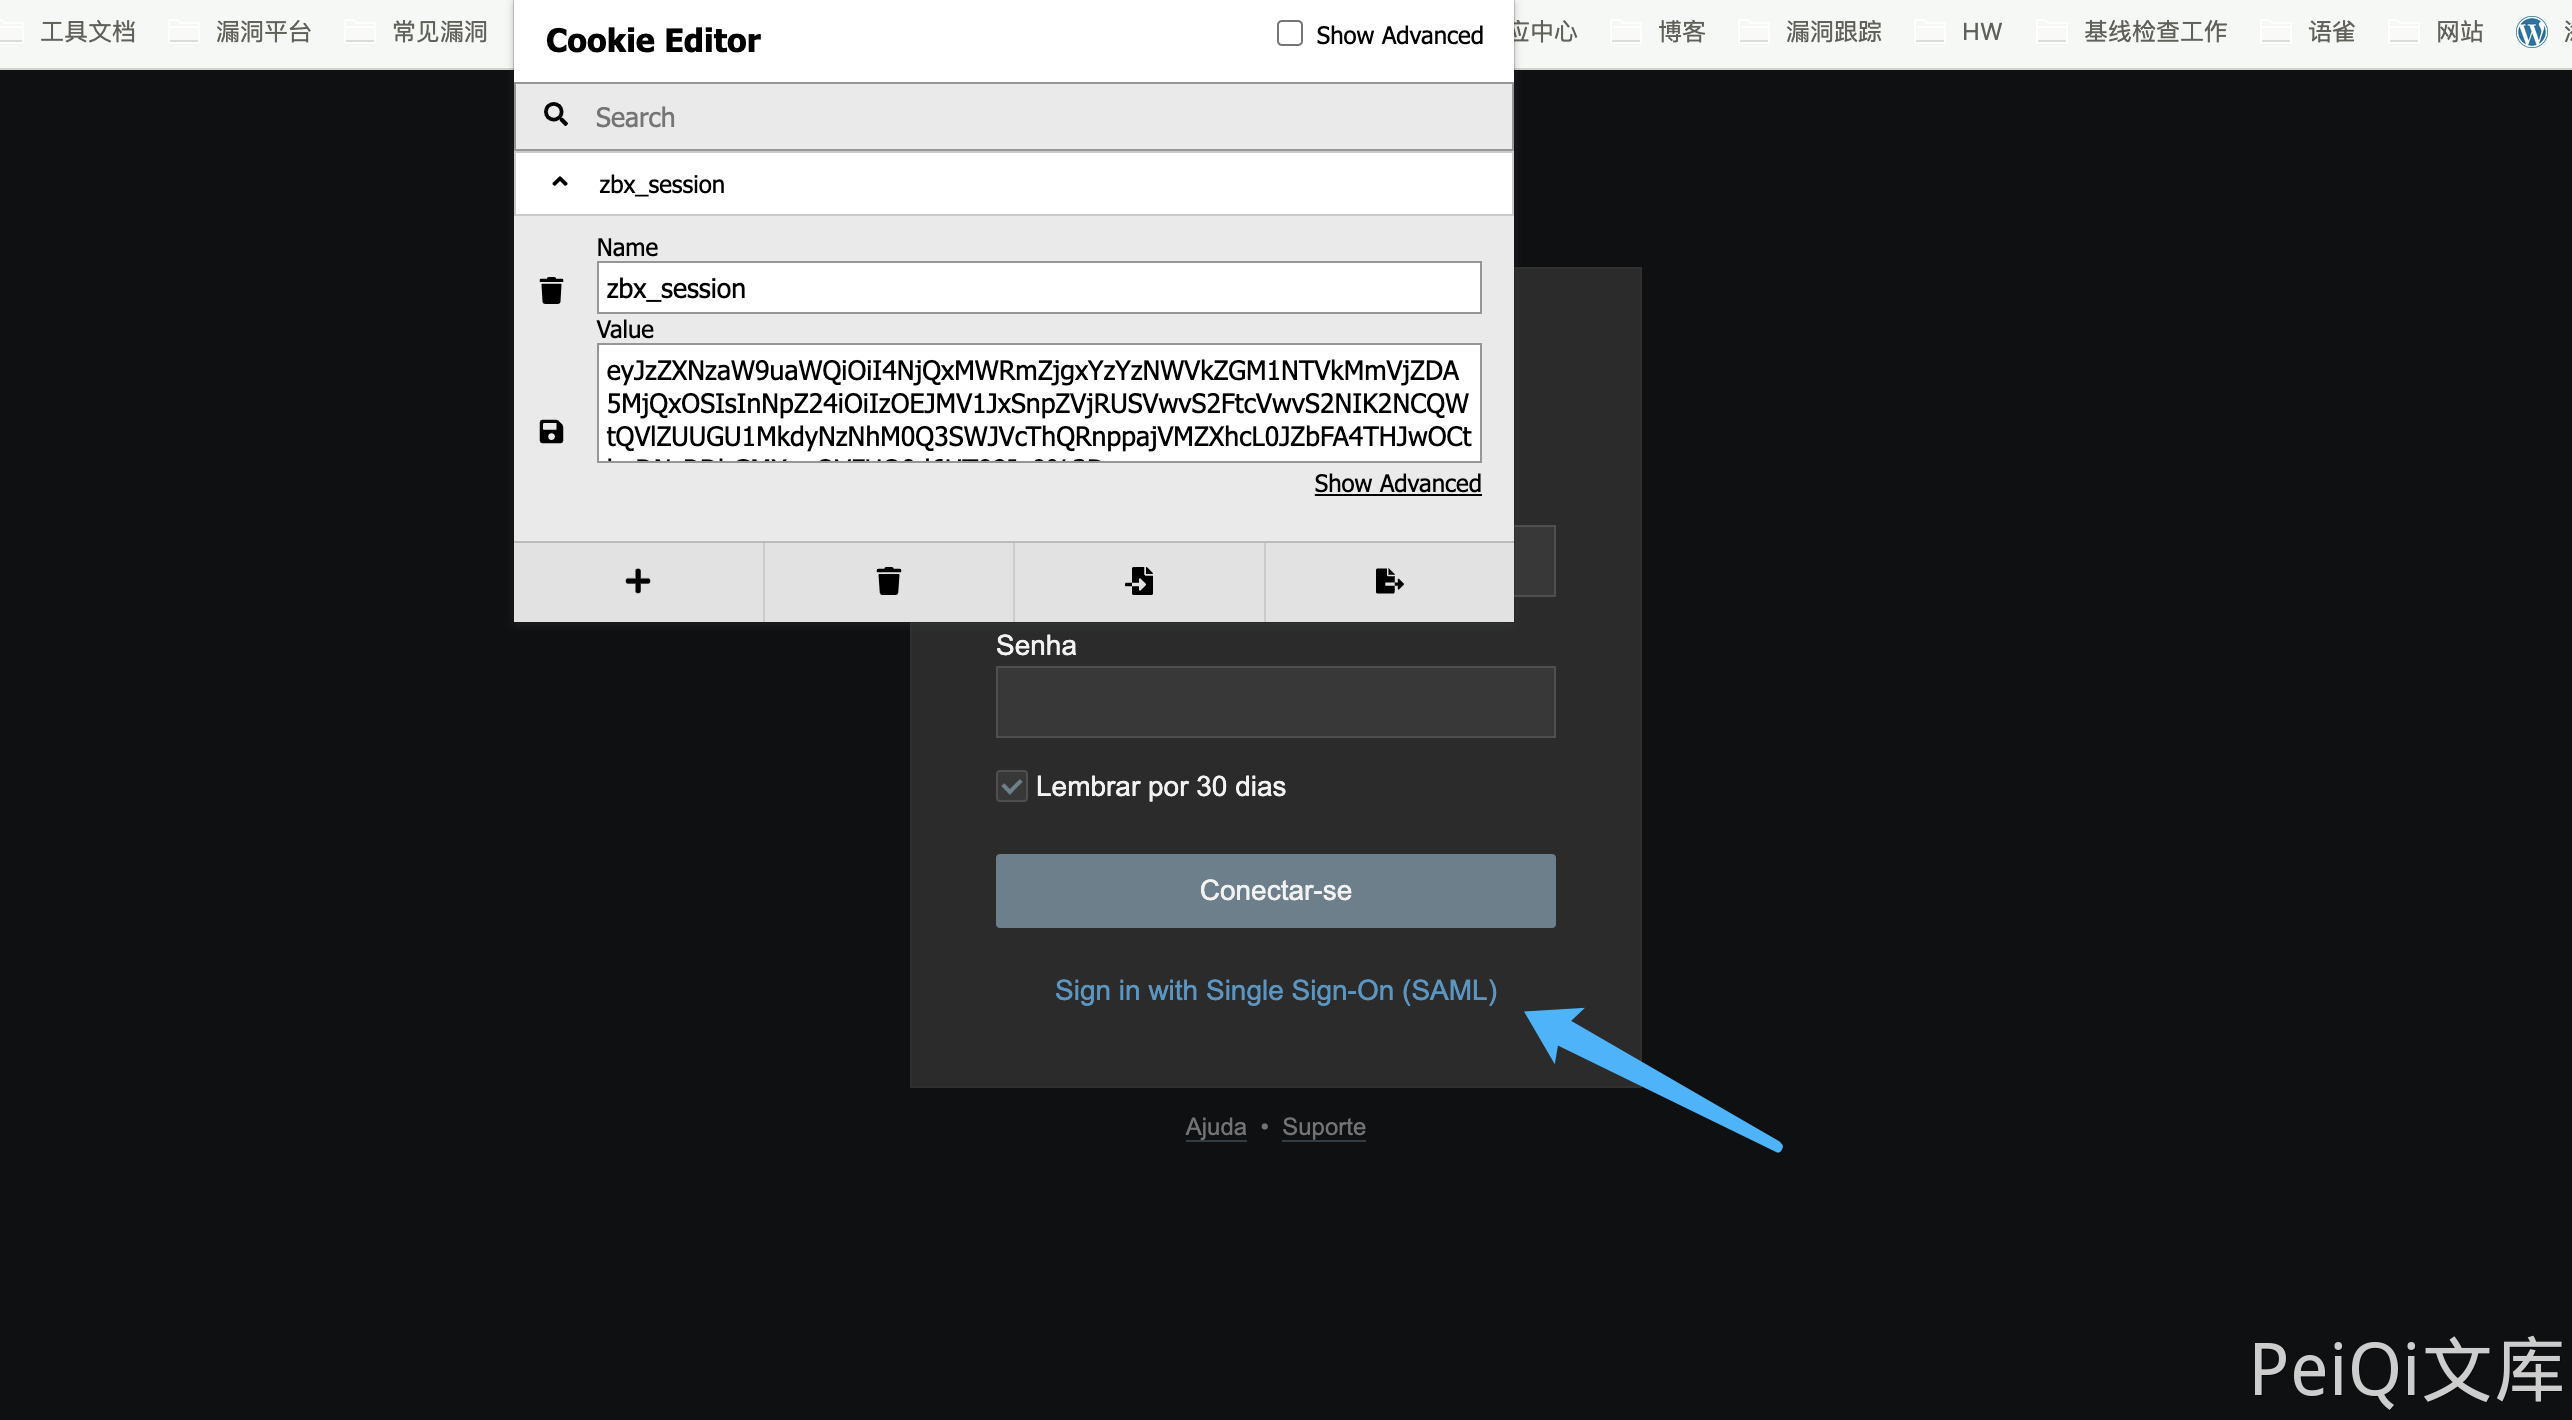 工具文档 漏洞平台 常见漏洞 应中心 博客 漏洞跟踪 HW 基线检查工作 语雀 网站
Cookie Editor
Show Advanced
Search
zbx_session
Name
zbx_session
Value
eyJzZXNzaW9uaWQiOiI4NjQxMWRmZjgxYzYzNWVkZGM1NTVkMmVjZDA
5MjQxOSIsInNpZ24iOiIzOEJMV1JxSnpZVjRUSVwvS2FtcVwvS2NIK2NCQW
tQVlZUUGU1MkdyNzNhM0Q3SWJVcThQRnppajVMZXhcL0JZbFA4THJwOCt
Show Advanced
Senha
Lembrar por 30 dias
Conectar-se
Sign in with Single Sign-On (SAML)
Ajuda • Suporte
PeiQi文库